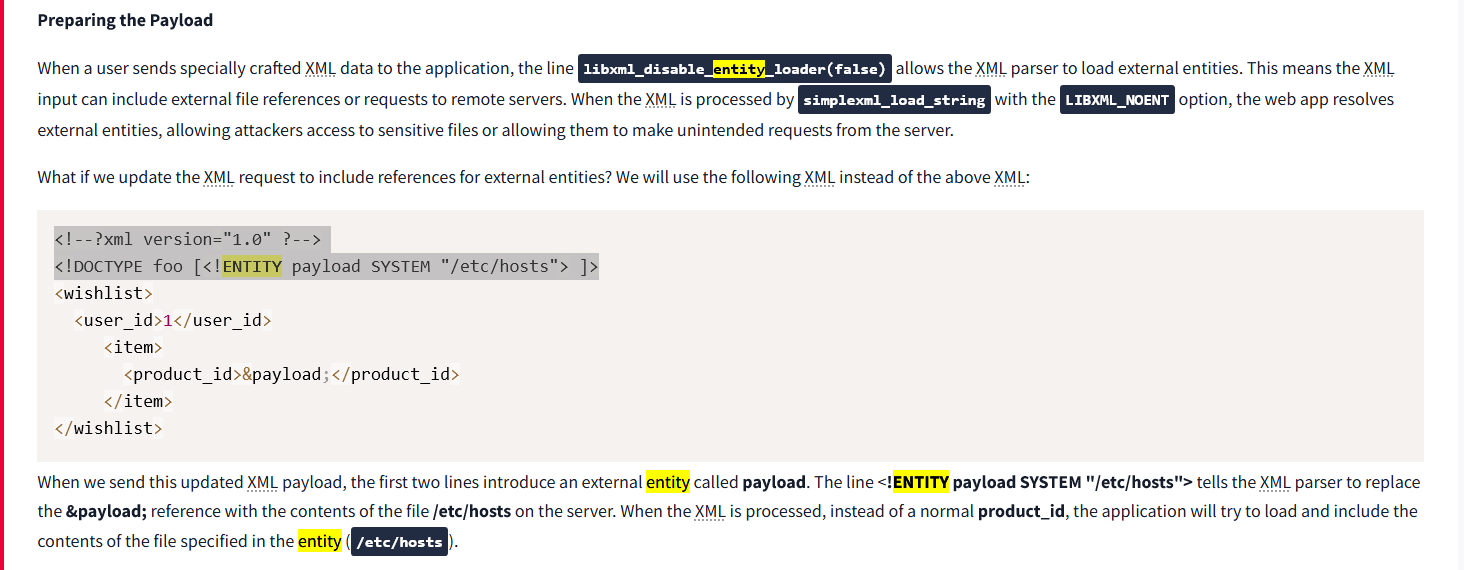 Preparing the Payload
When a user sends specially crafted XML data to the application, the line libxml_disable_entity_loader(false) allows the XML parser to load external entities. This means the XML
input can include external file references or requests to remote servers. When the XML is processed by simplexml_load_string with the LIBXML_NOENT option, the web app resolves
external entities, allowing attackers access to sensitive files or allowing them to make unintended requests from the server.
What if we update the XML request to include references for external entities? We will use the following XML instead of the above XML:
<!--?xml version="1.0" ?-->
<!DOCTYPE foo [<!ENTITY payload SYSTEM "/etc/hosts"> ]>
<wishlist>
  <user_id>1</user_id>
     <item>
       <product_id>&payload;</product_id>
     </item>
</wishlist>
When we send this updated XML payload, the first two lines introduce an external entity called payload. The line <!ENTITY payload SYSTEM "/etc/hosts"> tells the XML parser to replace
the &payload; reference with the contents of the file /etc/hosts on the server. When the XML is processed, instead of a normal product_id, the application will try to load and include the
contents of the file specified in the entity ( /etc/hosts ).